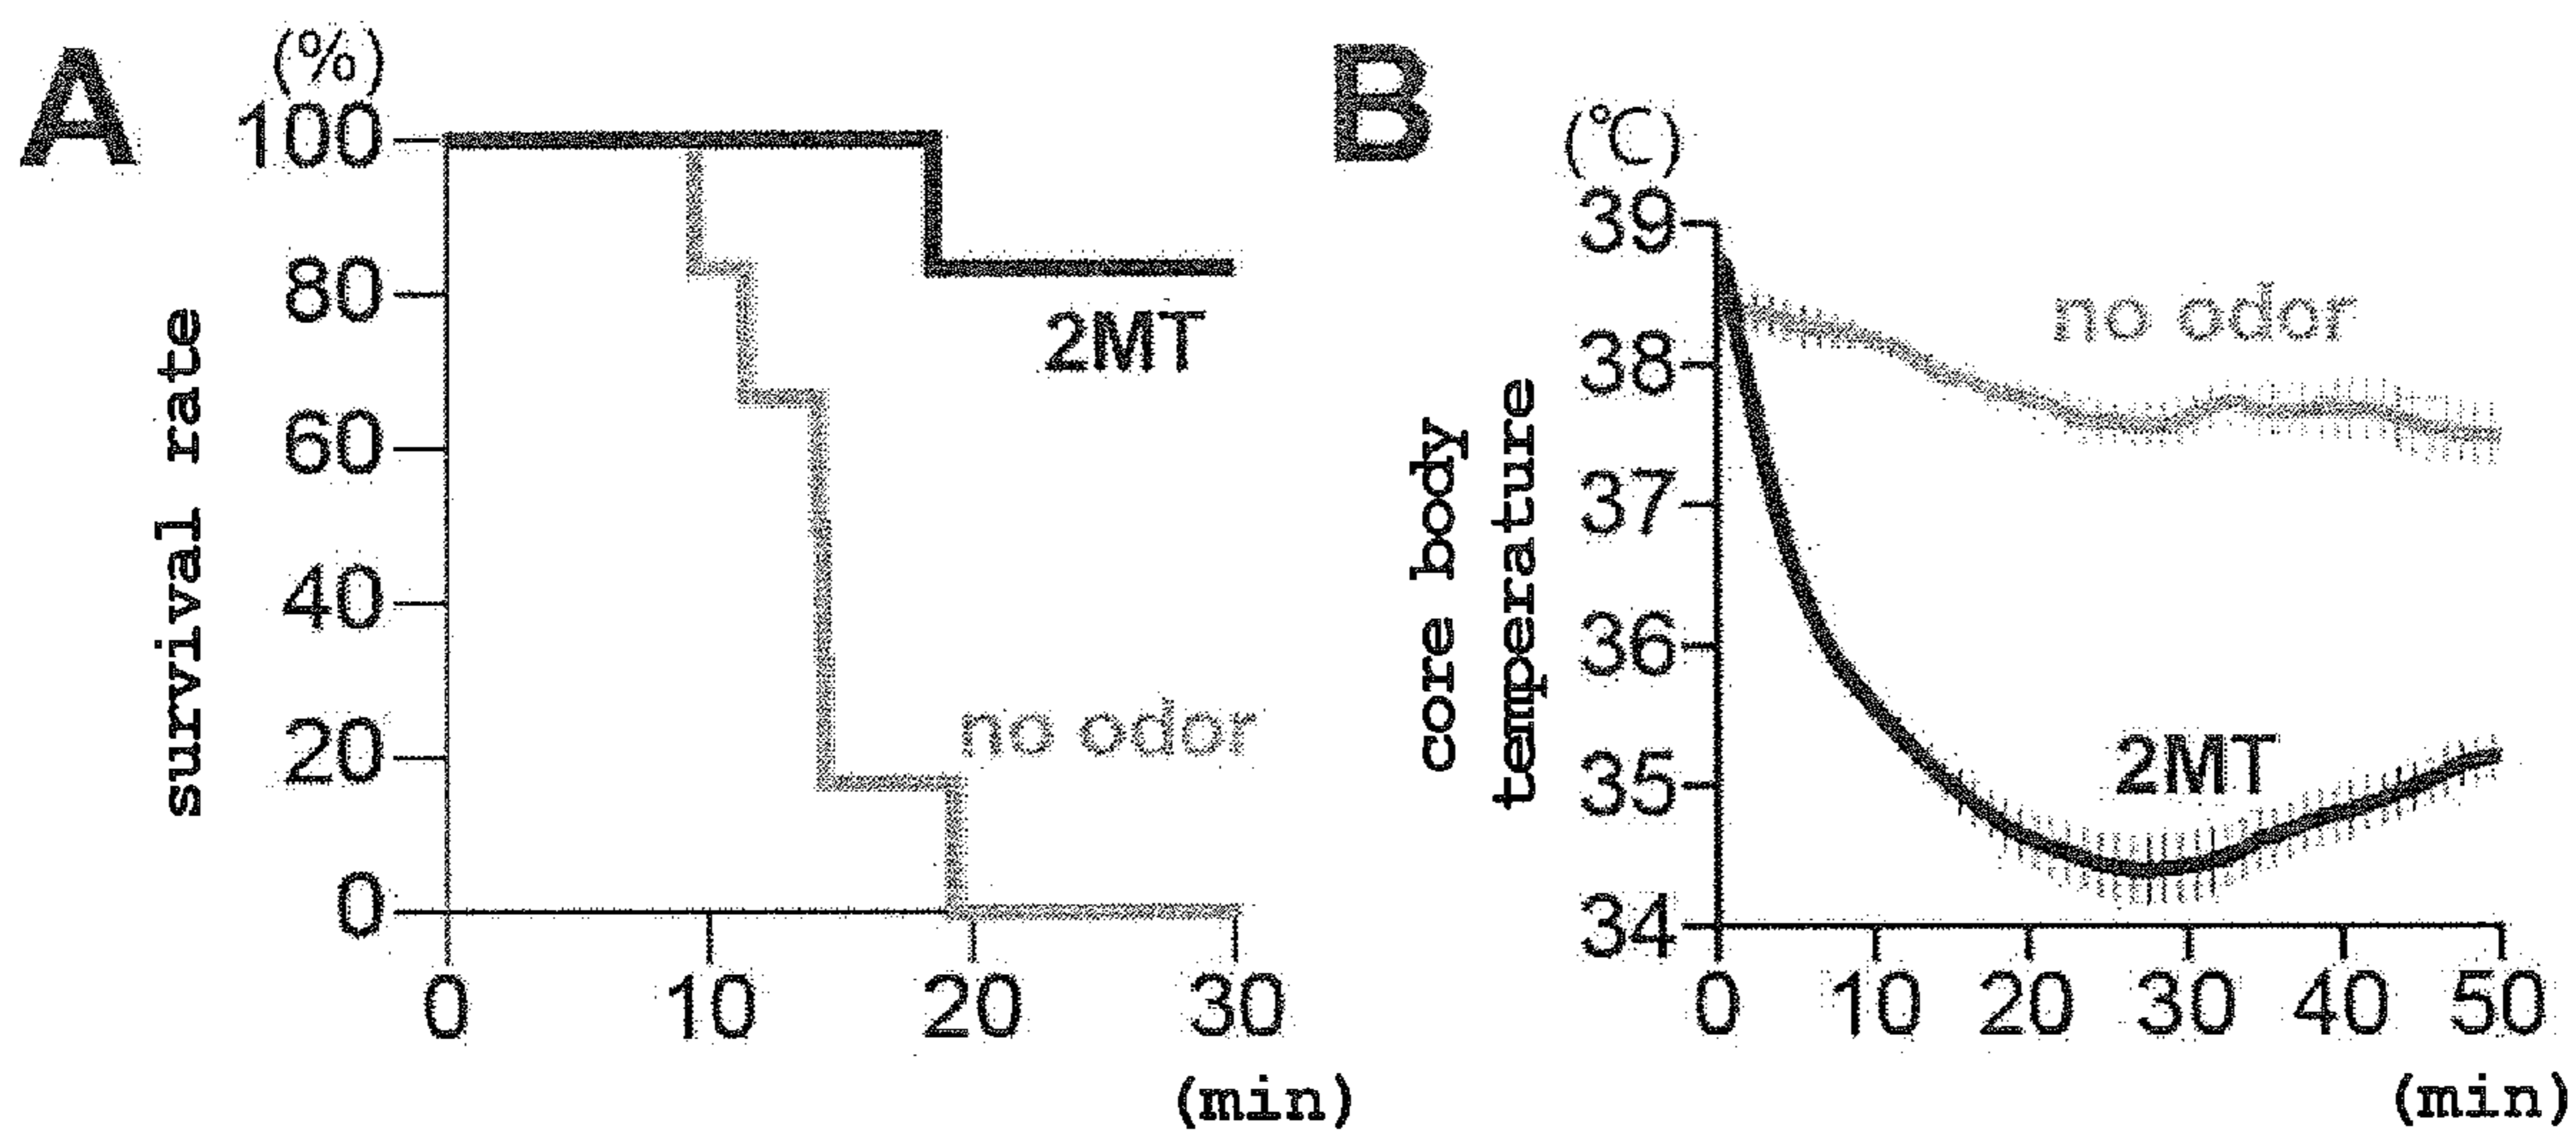 A
(%)
100
80
60
40
20
0
survival rate
2MT
no odor
0 10 20 30
(min)
B
(℃)
39
38
37
36
35
34
core body
temperature
no odor
2MT
0 10 20 30 40 50
(min)